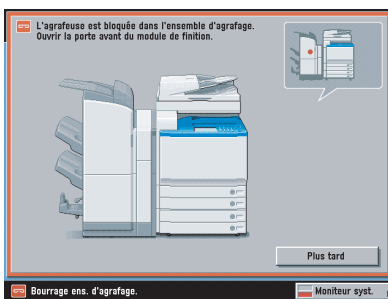 L'agrafeuse est bloquée dans l'ensemble d'agrafage.
Ouvrir la porte avant du module de finition.
Plus tard
Bourrage ens. d'agrafage.
Moniteur syst.